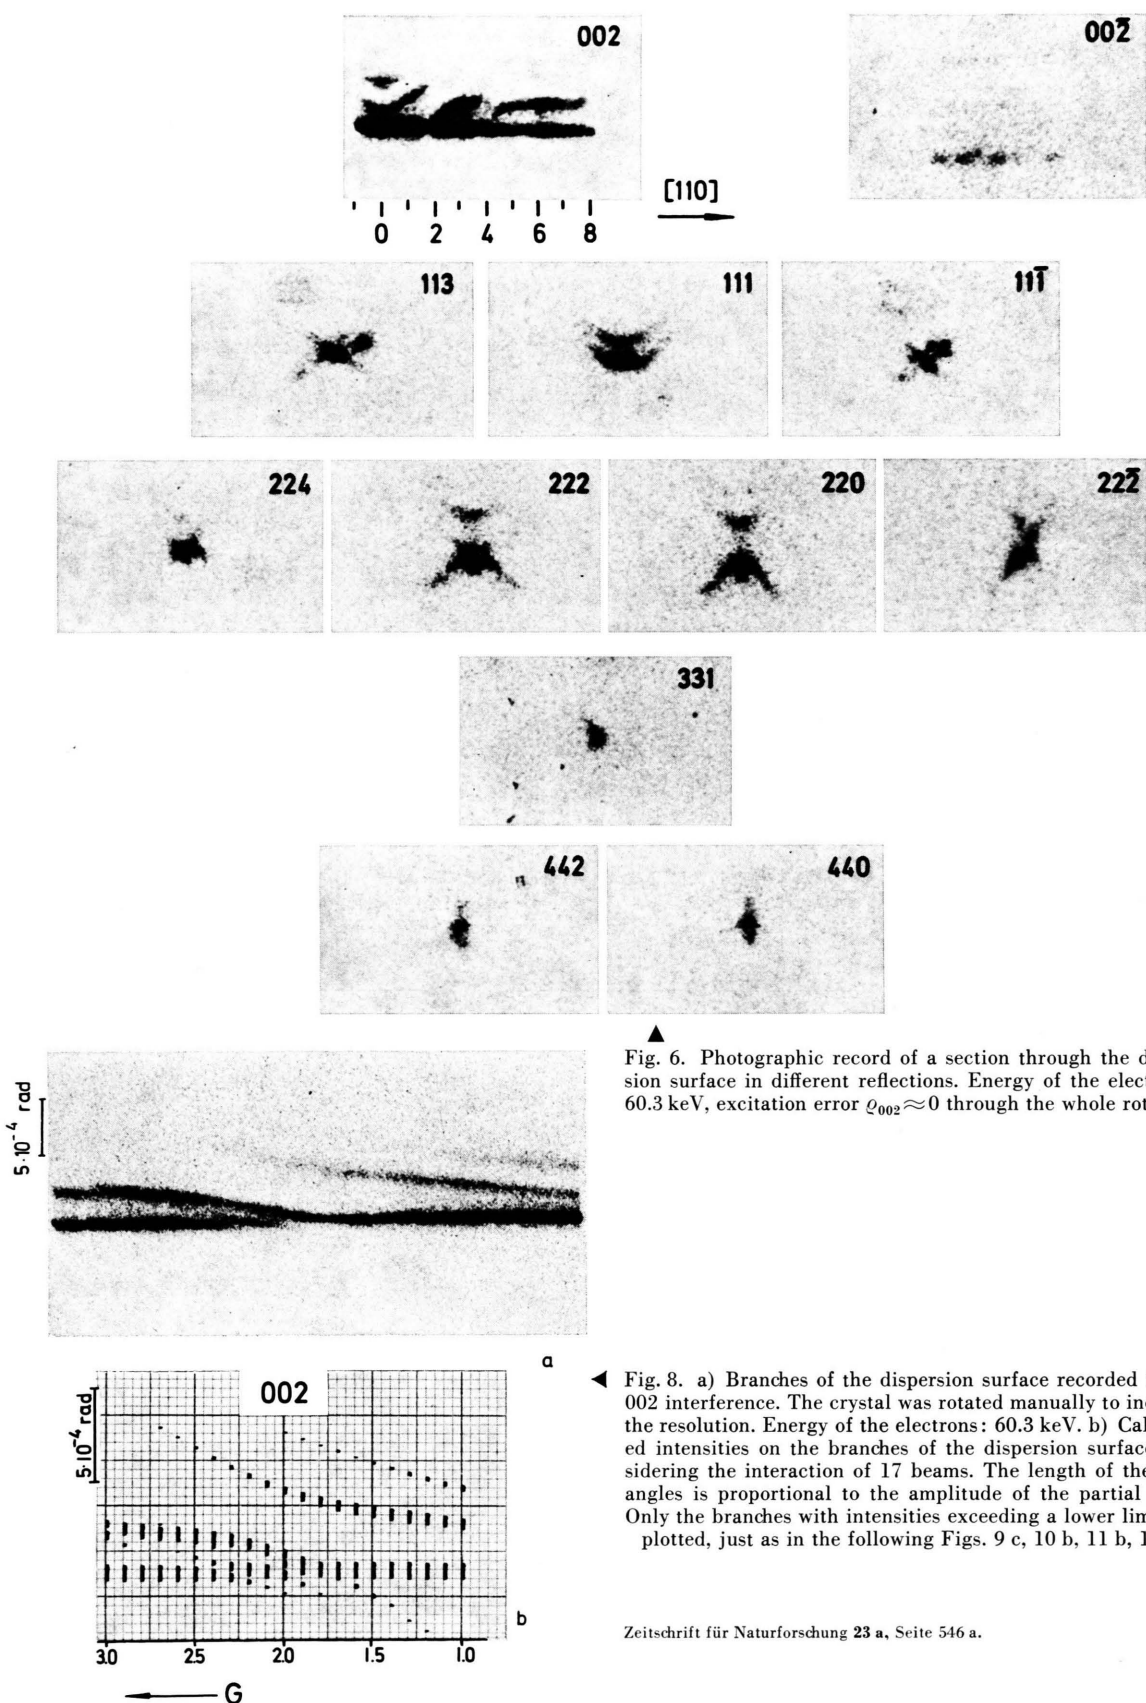 002
002̄
[110]
0 2 4 6 8
113
111
111̄
224
222
220
222̄
331
442
440
Fig. 6. Photographic record of a section through the d
sion surface in different reflections. Energy of the elect
60.3 keV, excitation error ϱ₀₀₂≈0 through the whole rot
5·10⁻⁴ rad
a
Fig. 8. a) Branches of the dispersion surface recorded
002 interference. The crystal was rotated manually to in
the resolution. Energy of the electrons: 60.3 keV. b) Cal
ed intensities on the branches of the dispersion surface
sidering the interaction of 17 beams. The length of the
angles is proportional to the amplitude of the partial
Only the branches with intensities exceeding a lower lim
plotted, just as in the following Figs. 9 c, 10 b, 11 b, 1
002
5·10⁻⁴ rad
b
3.0 2.5 2.0 1.5 1.0
G
Zeitschrift für Naturforschung 23 a, Seite 546 a.